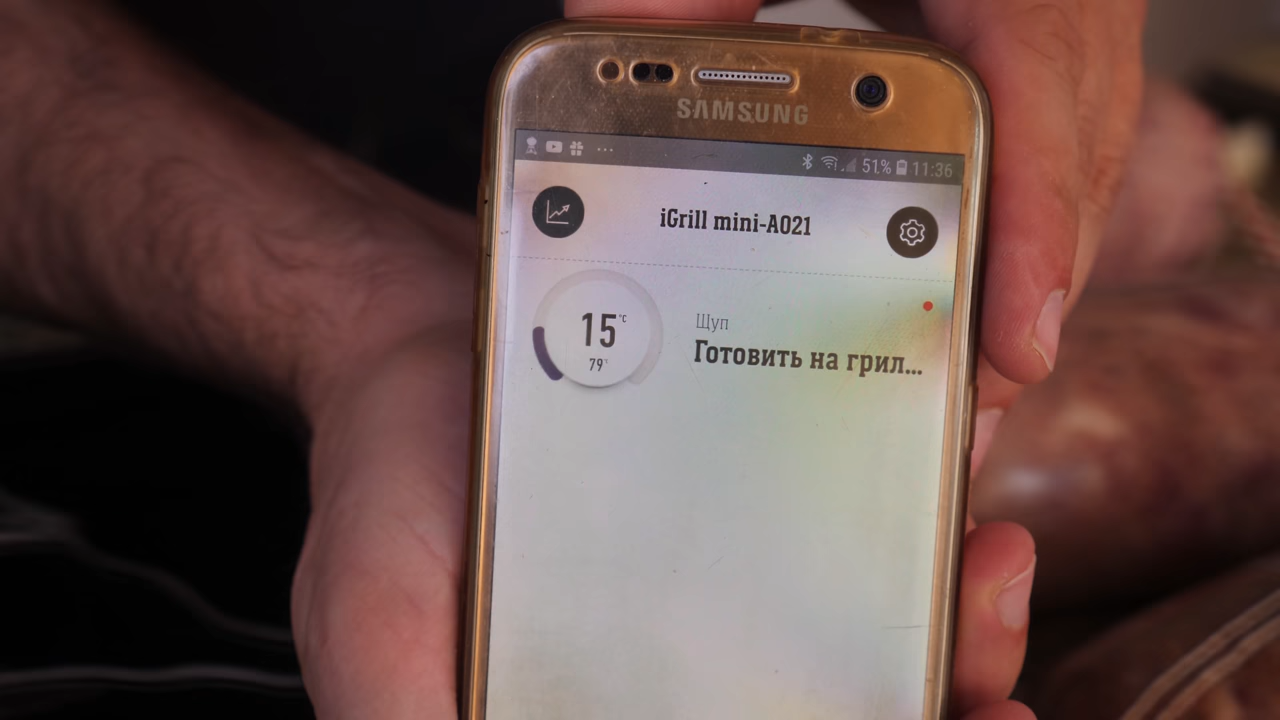 SAMSUNG
51% 11:36
iGrill mini-A021
15°C
79°
Щуп
Готовить на грил...